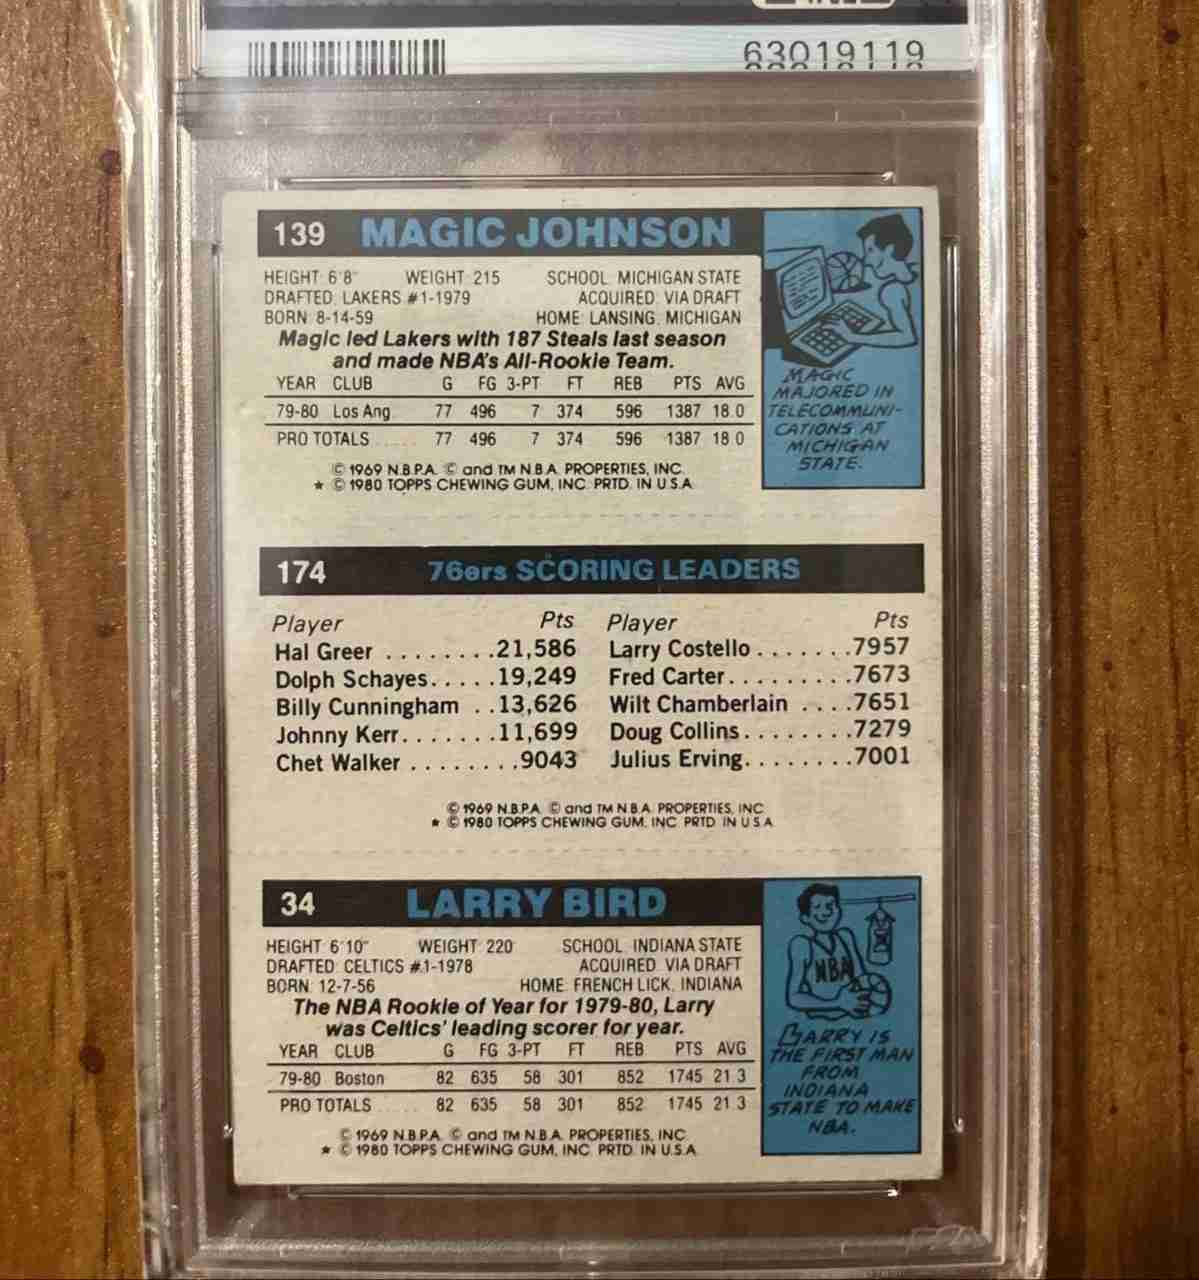 63019119
139 MAGIC JOHNSON
HEIGHT: 6'8" WEIGHT: 215 SCHOOL: MICHIGAN STATE
DRAFTED: LAKERS #1-1979 ACQUIRED: VIA DRAFT
BORN: 8-14-59 HOME: LANSING, MICHIGAN
Magic led Lakers with 187 Steals last season
and made NBA's All-Rookie Team.
YEAR CLUB G FG 3-PT FT REB PTS AVG
79-80 Los Ang. 77 496 7 374 596 1387 18.0
PRO TOTALS ..... 77 496 7 374 596 1387 18.0
© 1969 N.B.P.A. © and TM N.B.A. PROPERTIES, INC.
★ © 1980 TOPPS CHEWING GUM, INC. PRTD. IN U.S.A.
MAGIC
MAJORED IN
TELECOMMUNI-
CATIONS AT
MICHIGAN
STATE.
174 76ers SCORING LEADERS
Player Pts Player Pts
Hal Greer ........21,586 Larry Costello.......7957
Dolph Schayes.....19,249 Fred Carter.........7673
Billy Cunningham ..13,626 Wilt Chamberlain ....7651
Johnny Kerr.......11,699 Doug Collins........7279
Chet Walker ........9043 Julius Erving........7001
© 1969 N.B.P.A. © and TM N.B.A. PROPERTIES, INC.
★ © 1980 TOPPS CHEWING GUM, INC. PRTD. IN U.S.A.
34 LARRY BIRD
HEIGHT: 6'10" WEIGHT: 220 SCHOOL: INDIANA STATE
DRAFTED: CELTICS #1-1978 ACQUIRED: VIA DRAFT
BORN: 12-7-56 HOME: FRENCH LICK, INDIANA
The NBA Rookie of Year for 1979-80, Larry
was Celtics' leading scorer for year.
YEAR CLUB G FG 3-PT FT REB PTS AVG
79-80 Boston 82 635 58 301 852 1745 21.3
PRO TOTALS ..... 82 635 58 301 852 1745 21.3
© 1969 N.B.P.A. © and TM N.B.A. PROPERTIES, INC.
★ © 1980 TOPPS CHEWING GUM, INC. PRTD. IN U.S.A.
NBA
LARRY IS
THE FIRST MAN
FROM
INDIANA
STATE TO MAKE
NBA.